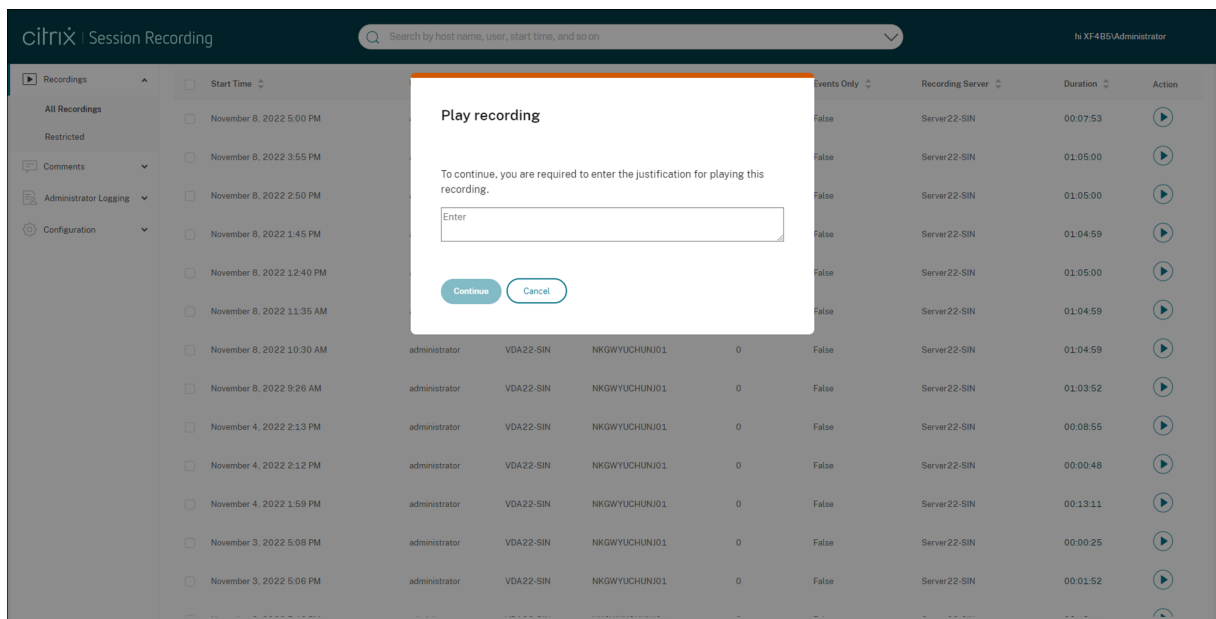 citrix | Session Recording
Search by host name, user, start time, and so on
hi XF4B5\Administrator
Recordings
All Recordings
Restricted
Comments
Administrator Logging
Configuration
Start Time Events Only Recording Server Duration Action
November 8, 2022 5:00 PM False Server22-SIN 00:07:53
November 8, 2022 3:55 PM False Server22-SIN 01:05:00
November 8, 2022 2:50 PM False Server22-SIN 01:05:00
November 8, 2022 1:45 PM False Server22-SIN 01:04:59
November 8, 2022 12:40 PM False Server22-SIN 01:05:00
November 8, 2022 11:35 AM False Server22-SIN 01:04:59
November 8, 2022 10:30 AM administrator VDA22-SIN NKGWYUCHUNJ01 0 False Server22-SIN 01:04:59
November 8, 2022 9:26 AM administrator VDA22-SIN NKGWYUCHUNJ01 0 False Server22-SIN 01:03:52
November 4, 2022 2:13 PM administrator VDA22-SIN NKGWYUCHUNJ01 0 False Server22-SIN 00:08:55
November 4, 2022 2:12 PM administrator VDA22-SIN NKGWYUCHUNJ01 0 False Server22-SIN 00:00:48
November 4, 2022 1:59 PM administrator VDA22-SIN NKGWYUCHUNJ01 0 False Server22-SIN 00:13:11
November 3, 2022 5:08 PM administrator VDA22-SIN NKGWYUCHUNJ01 0 False Server22-SIN 00:00:25
November 3, 2022 5:06 PM administrator VDA22-SIN NKGWYUCHUNJ01 0 False Server22-SIN 00:01:52
Play recording
To continue, you are required to enter the justification for playing this
recording.
Enter
Continue Cancel